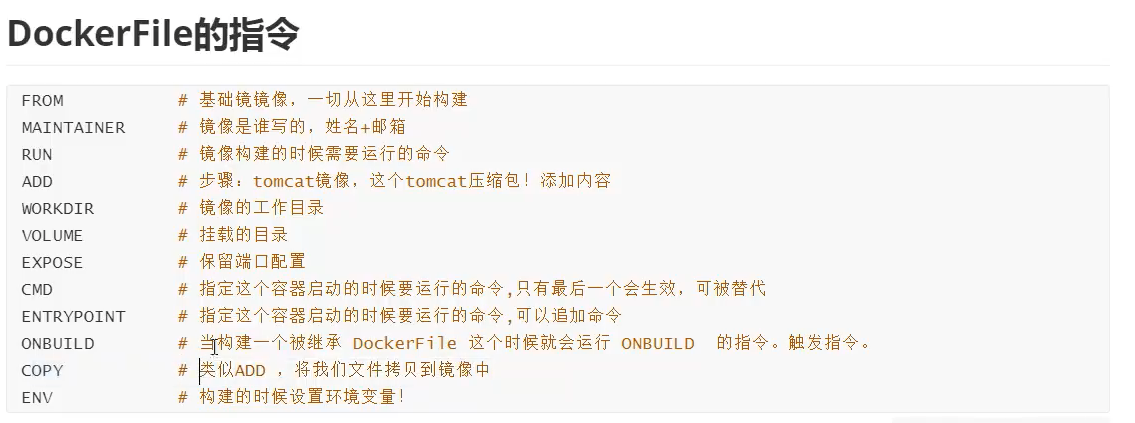 DockerFile的指令
FROM # 基础镜镜像，一切从这里开始构建
MAINTAINER # 镜像是谁写的，姓名+邮箱
RUN # 镜像构建的时候需要运行的命令
ADD # 步骤：tomcat镜像，这个tomcat压缩包！添加内容
WORKDIR # 镜像的工作目录
VOLUME # 挂载的目录
EXPOSE # 保留端口配置
CMD # 指定这个容器启动的时候要运行的命令,只有最后一个会生效，可被替代
ENTRYPOINT # 指定这个容器启动的时候要运行的命令,可以追加命令
ONBUILD # 当构建一个被继承 DockerFile 这个时候就会运行 ONBUILD 的指令。触发指令。
COPY # 类似ADD ，将我们文件拷贝到镜像中
ENV # 构建的时候设置环境变量！